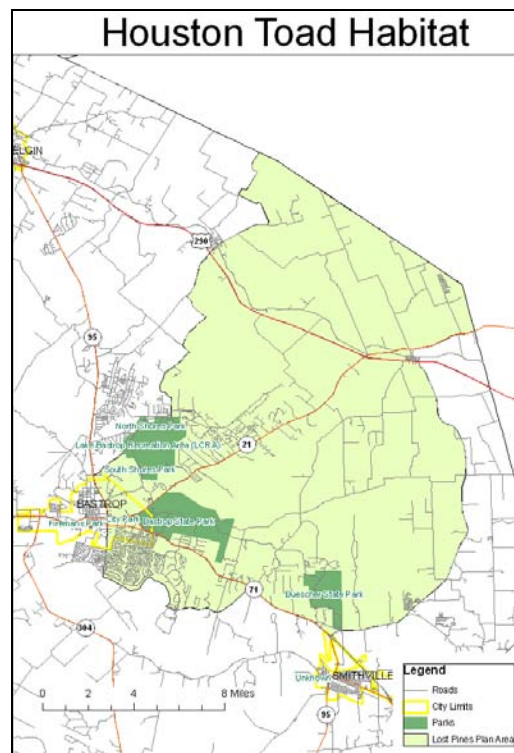 Houston Toad Habitat
ELGIN
290
95
North Shores Park
Lake Bastrop Recreation Area (LCRA)
21
South Shores Park
BASTROP
City Park
Bastrop State Park
Firemans Park
71
Buescher State Park
304
Unknown
SMITHVILLE
95
0 2 4 8 Miles
Legend
Roads
City Limits
Parks
Lost Pines Plan Area